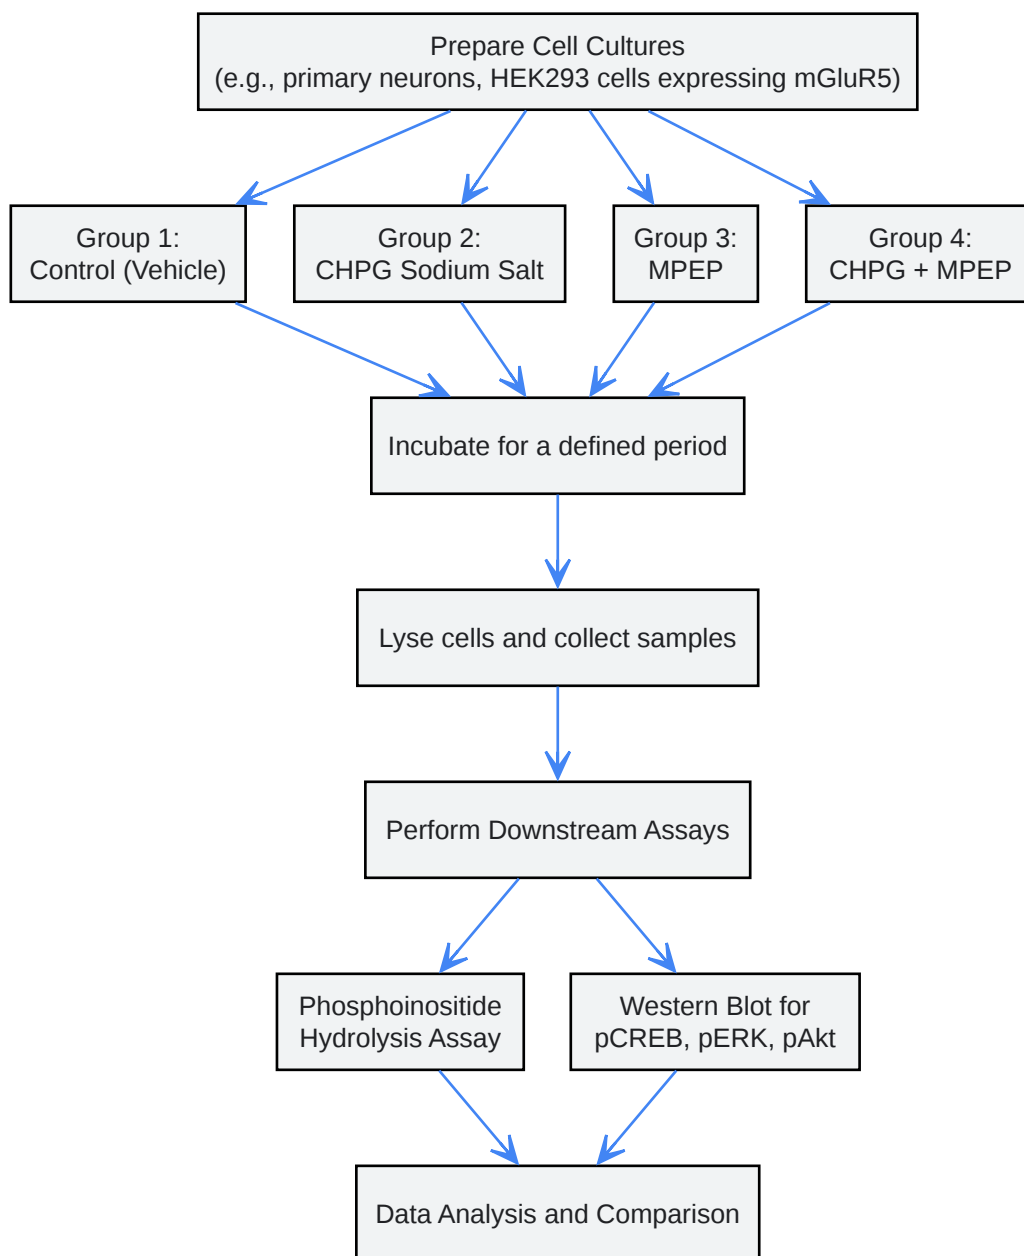 Prepare Cell Cultures
(e.g., primary neurons, HEK293 cells expressing mGluR5)
Group 1:
Control (Vehicle)
Group 2:
CHPG Sodium Salt
Group 3:
MPEP
Group 4:
CHPG + MPEP
Incubate for a defined period
Lyse cells and collect samples
Perform Downstream Assays
Phosphoinositide
Hydrolysis Assay
Western Blot for
pCREB, pERK, pAkt
Data Analysis and Comparison